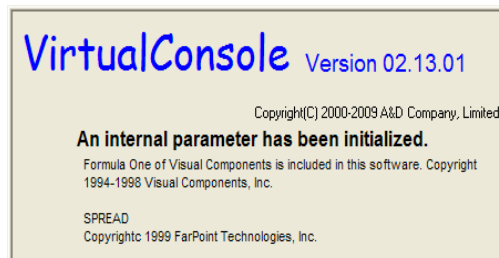 VirtualConsole Version 02.13.01
Copyright(C) 2000-2009 A&D Company, Limited
An internal parameter has been initialized.
Formula One of Visual Components is included in this software. Copyright
1994-1998 Visual Components, Inc.
SPREAD
Copyrightc 1999 FarPoint Technologies, Inc.